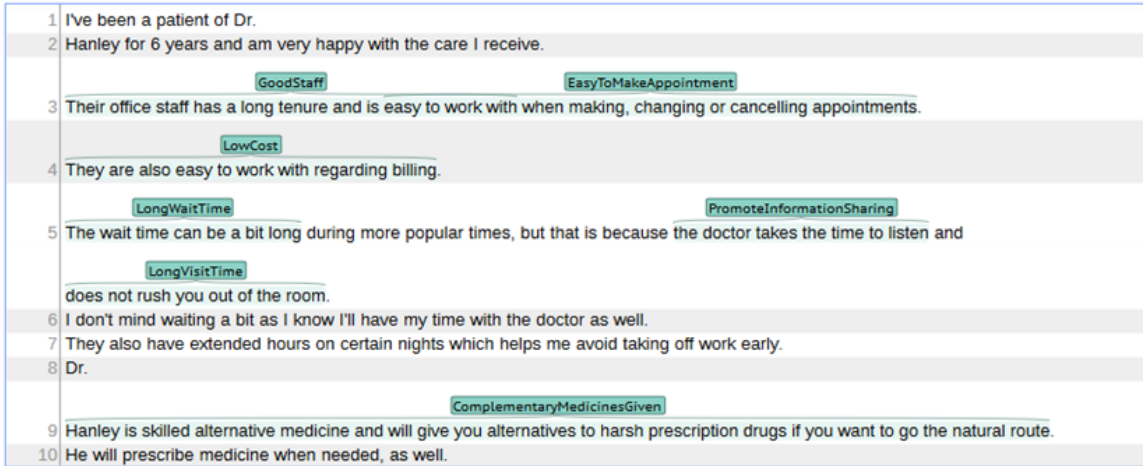 1 I've been a patient of Dr.
2 Hanley for 6 years and am very happy with the care I receive.
GoodStaff EasyToMakeAppointment
3 Their office staff has a long tenure and is easy to work with when making, changing or cancelling appointments.
LowCost
4 They are also easy to work with regarding billing.
LongWaitTime PromoteInformationSharing
5 The wait time can be a bit long during more popular times, but that is because the doctor takes the time to listen and
LongVisitTime
does not rush you out of the room.
6 I don't mind waiting a bit as I know I'll have my time with the doctor as well.
7 They also have extended hours on certain nights which helps me avoid taking off work early.
8 Dr.
ComplementaryMedicinesGiven
9 Hanley is skilled alternative medicine and will give you alternatives to harsh prescription drugs if you want to go the natural route.
10 He will prescribe medicine when needed, as well.